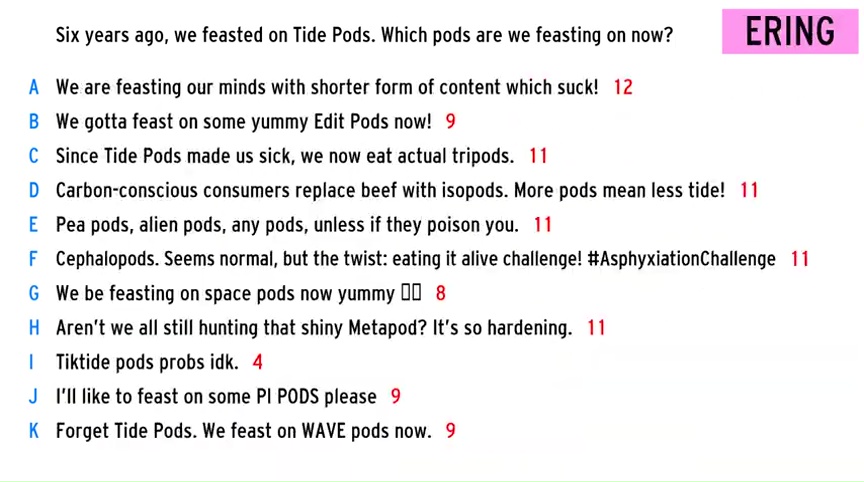 Six years ago, we feasted on Tide Pods. Which pods are we feasting on now?
ERING
A We are feasting our minds with shorter form of content which suck! 12
B We gotta feast on some yummy Edit Pods now! 9
C Since Tide Pods made us sick, we now eat actual tripods. 11
D Carbon-conscious consumers replace beef with isopods. More pods mean less tide! 11
E Pea pods, alien pods, any pods, unless if they poison you. 11
F Cephalopods. Seems normal, but the twist: eating it alive challenge! #AsphyxiationChallenge 11
G We be feasting on space pods now yummy ▯▯ 8
H Aren't we all still hunting that shiny Metapod? It's so hardening. 11
I Tiktide pods probs idk. 4
J I'll like to feast on some PI PODS please 9
K Forget Tide Pods. We feast on WAVE pods now. 9